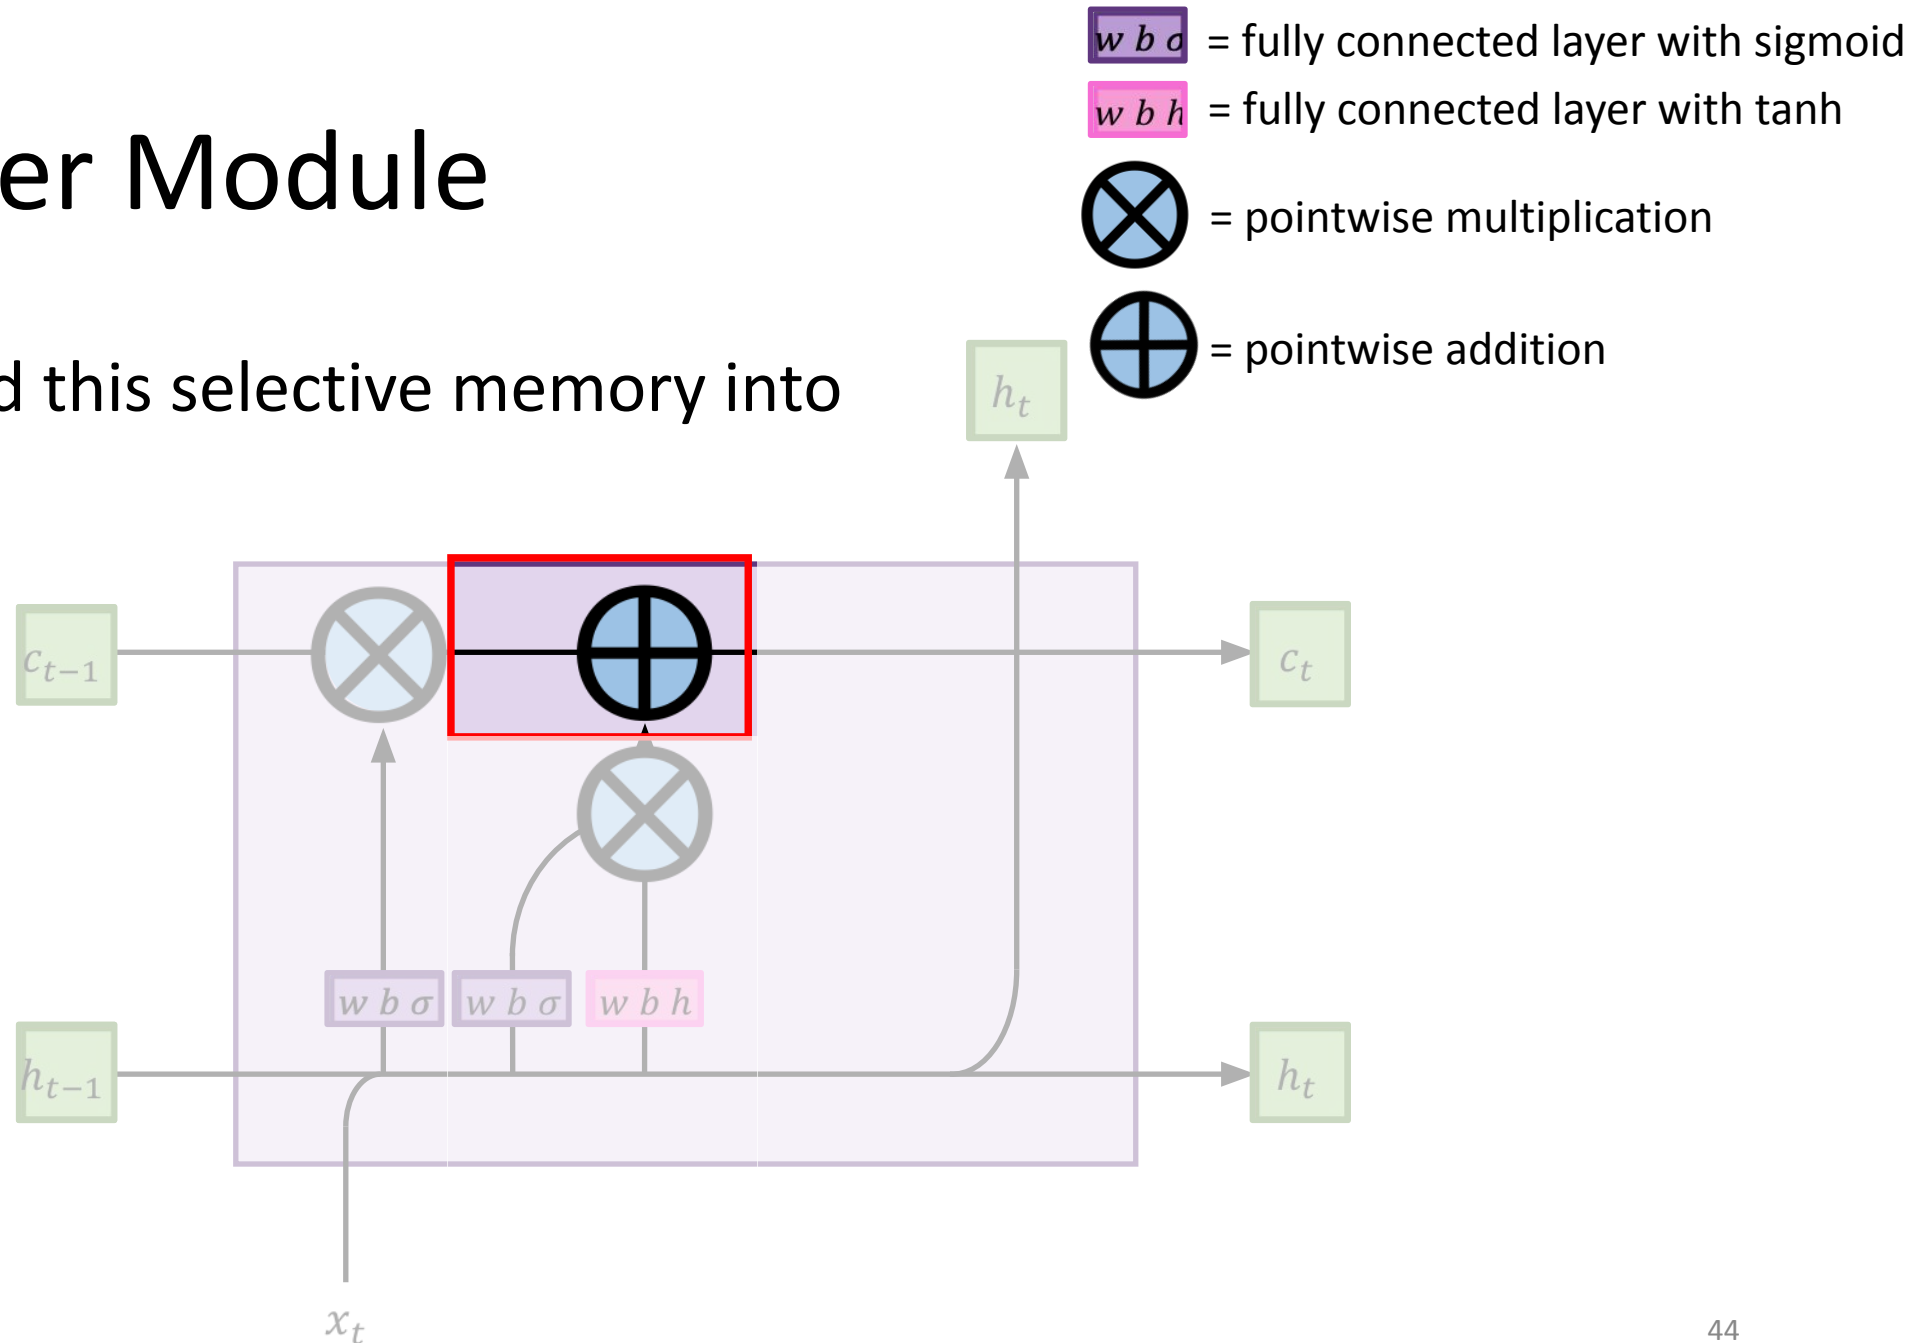 w b σ = fully connected layer with sigmoid
w b h = fully connected layer with tanh
er Module
= pointwise multiplication
= pointwise addition
d this selective memory into
h_t
c_{t-1}
c_t
w b σ w b σ w b h
h_{t-1}
h_t
x_t
44